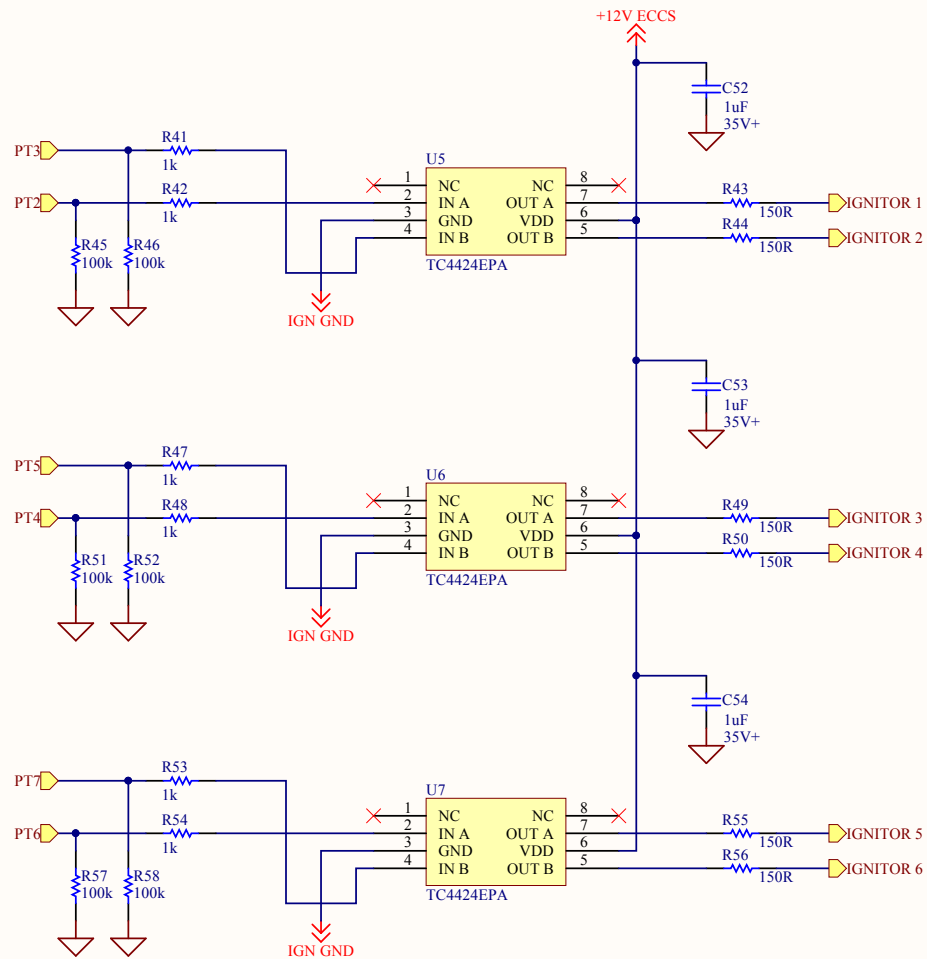 +12V ECCS
C52
1uF
35V+
PT3
R41
1k
PT2
R42
1k
R45
100k
R46
100k
U5
1 NC NC 8
2 IN A OUT A 7
3 GND VDD 6
4 IN B OUT B 5
TC4424EPA
IGN GND
R43
150R
IGNITOR 1
R44
150R
IGNITOR 2
C53
1uF
35V+
PT5
R47
1k
PT4
R48
1k
R51
100k
R52
100k
U6
1 NC NC 8
2 IN A OUT A 7
3 GND VDD 6
4 IN B OUT B 5
TC4424EPA
IGN GND
R49
150R
IGNITOR 3
R50
150R
IGNITOR 4
C54
1uF
35V+
PT7
R53
1k
PT6
R54
1k
R57
100k
R58
100k
U7
1 NC NC 8
2 IN A OUT A 7
3 GND VDD 6
4 IN B OUT B 5
TC4424EPA
IGN GND
R55
150R
IGNITOR 5
R56
150R
IGNITOR 6